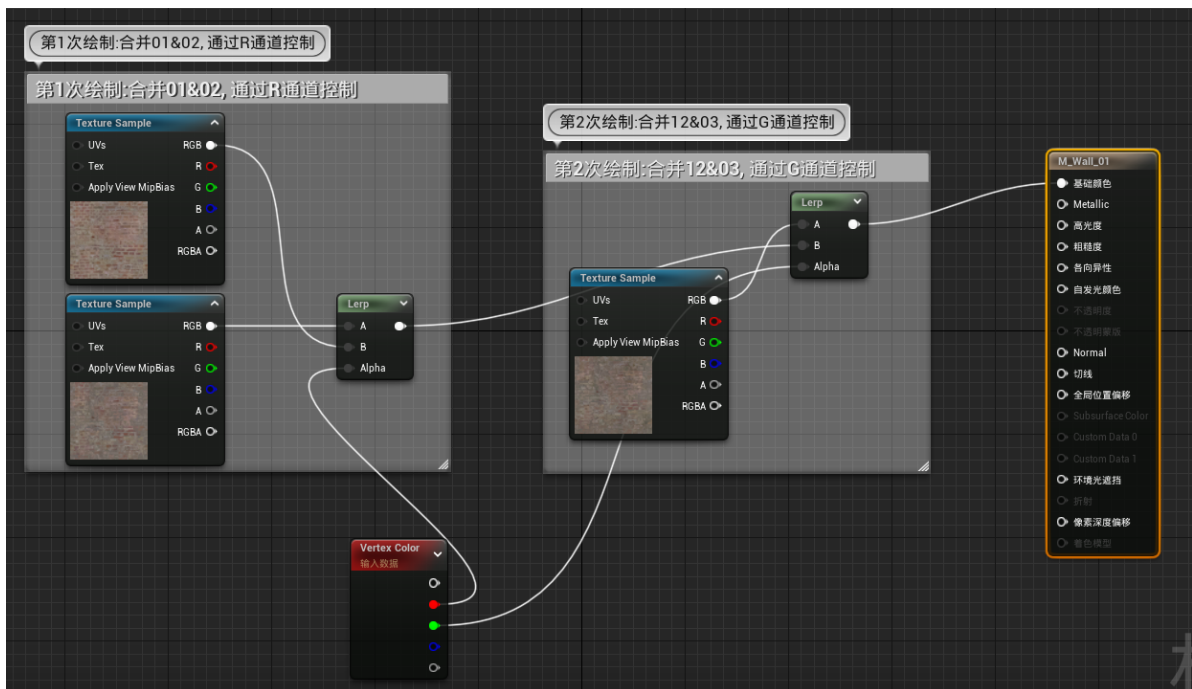 第1次绘制:合并01&02, 通过R通道控制
第1次绘制:合并01&02, 通过R通道控制
Texture Sample
UVs RGB
Tex R
Apply View MipBias G
B
A
RGBA
Texture Sample
UVs RGB
Tex R
Apply View MipBias G
B
A
RGBA
Lerp
A
B
Alpha
第2次绘制:合并12&03, 通过G通道控制
第2次绘制:合并12&03, 通过G通道控制
Lerp
A
B
Alpha
Texture Sample
UVs RGB
Tex R
Apply View MipBias G
B
A
RGBA
Vertex Color
输入数据
M_Wall_01
基础颜色
Metallic
高光度
粗糙度
各向异性
自发光颜色
不透明度
不透明蒙版
Normal
切线
全局位置偏移
Subsurface Color
Custom Data 0
Custom Data 1
环境光遮挡
折射
像素深度偏移
着色模型